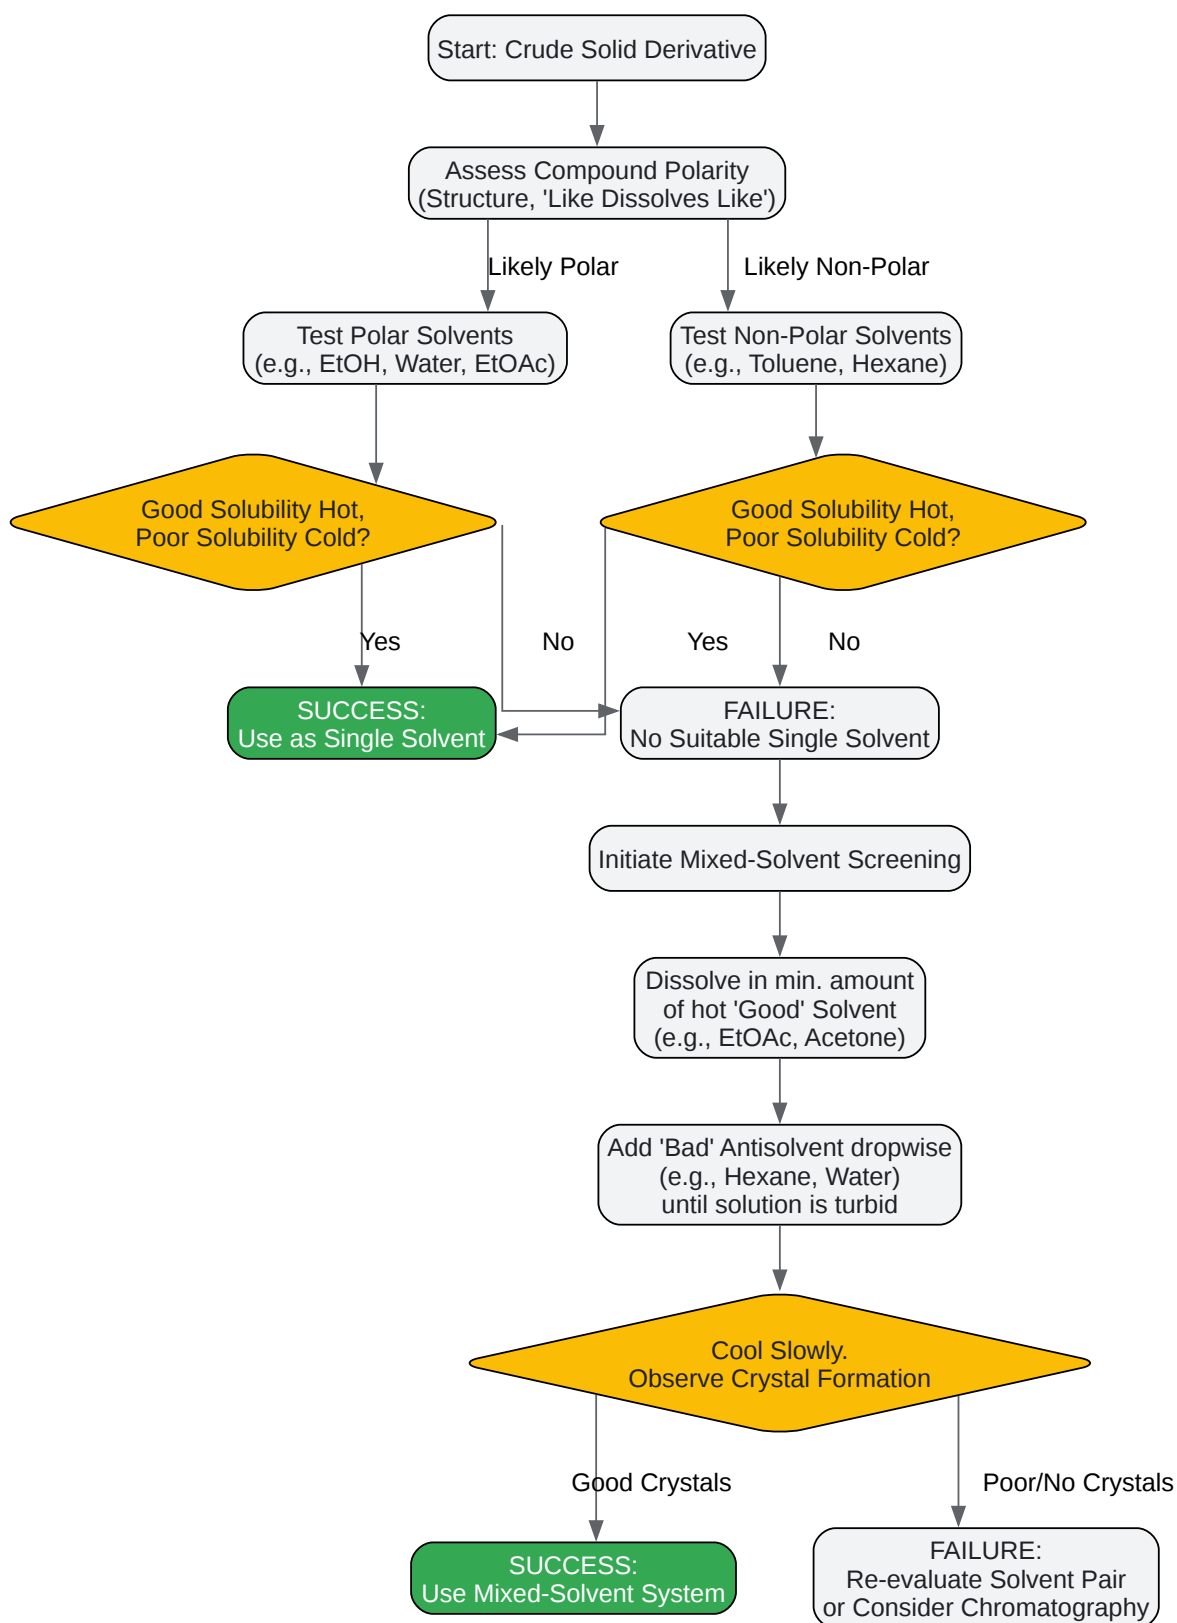 Start: Crude Solid Derivative
Assess Compound Polarity
(Structure, 'Like Dissolves Like')
Likely Polar
Likely Non-Polar
Test Polar Solvents
(e.g., EtOH, Water, EtOAc)
Test Non-Polar Solvents
(e.g., Toluene, Hexane)
Good Solubility Hot,
Poor Solubility Cold?
Good Solubility Hot,
Poor Solubility Cold?
Yes
No
Yes
No
SUCCESS:
Use as Single Solvent
FAILURE:
No Suitable Single Solvent
Initiate Mixed-Solvent Screening
Dissolve in min. amount
of hot 'Good' Solvent
(e.g., EtOAc, Acetone)
Add 'Bad' Antisolvent dropwise
(e.g., Hexane, Water)
until solution is turbid
Cool Slowly.
Observe Crystal Formation
Good Crystals
Poor/No Crystals
SUCCESS:
Use Mixed-Solvent System
FAILURE:
Re-evaluate Solvent Pair
or Consider Chromatography